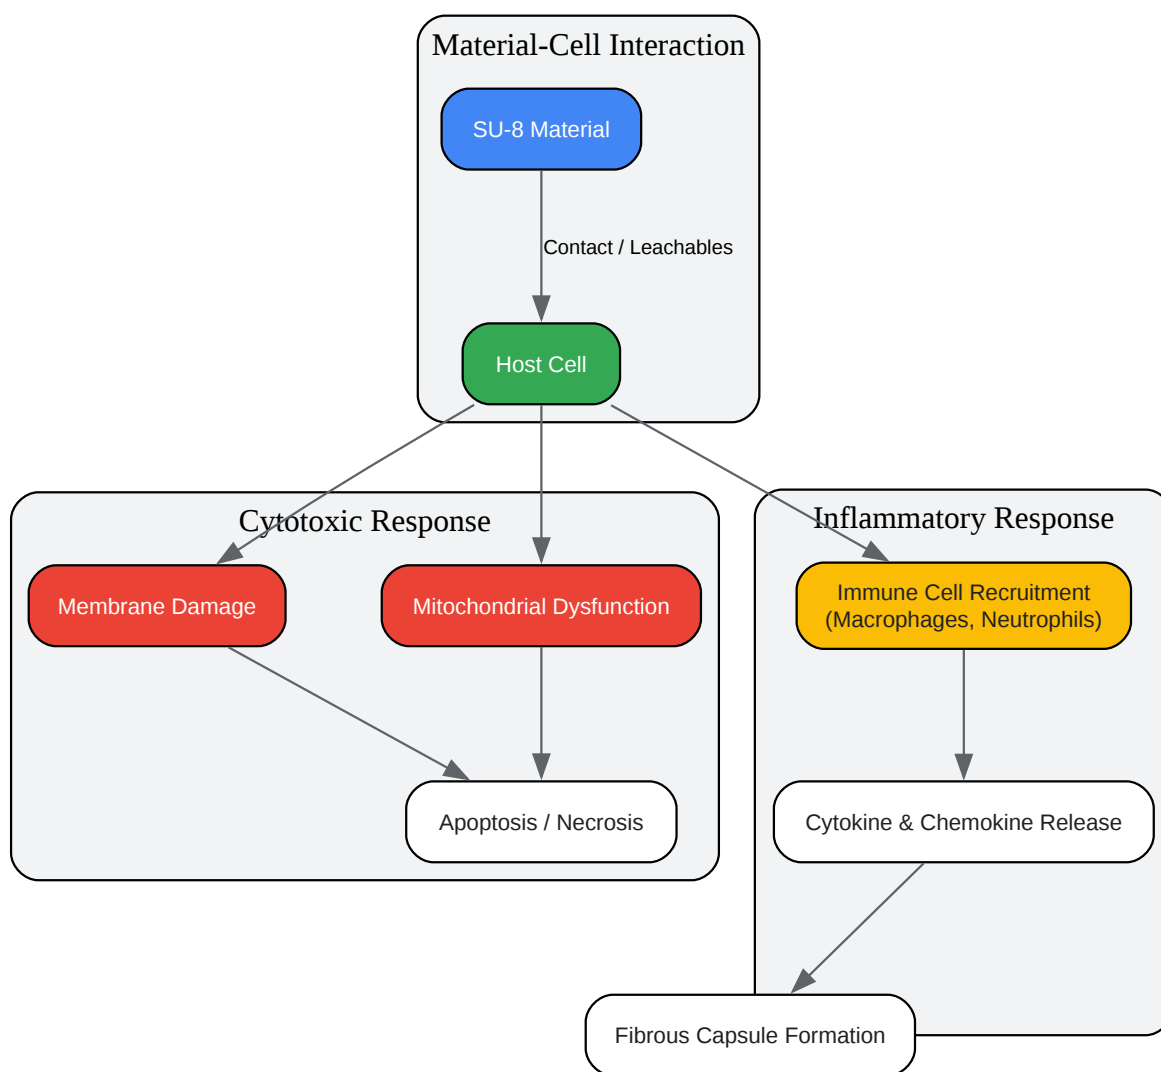 Material-Cell Interaction
SU-8 Material
Contact / Leachables
Host Cell
Cytotoxic Response
Inflammatory Response
Membrane Damage
Mitochondrial Dysfunction
Immune Cell Recruitment
(Macrophages, Neutrophils)
Apoptosis / Necrosis
Cytokine & Chemokine Release
Fibrous Capsule Formation